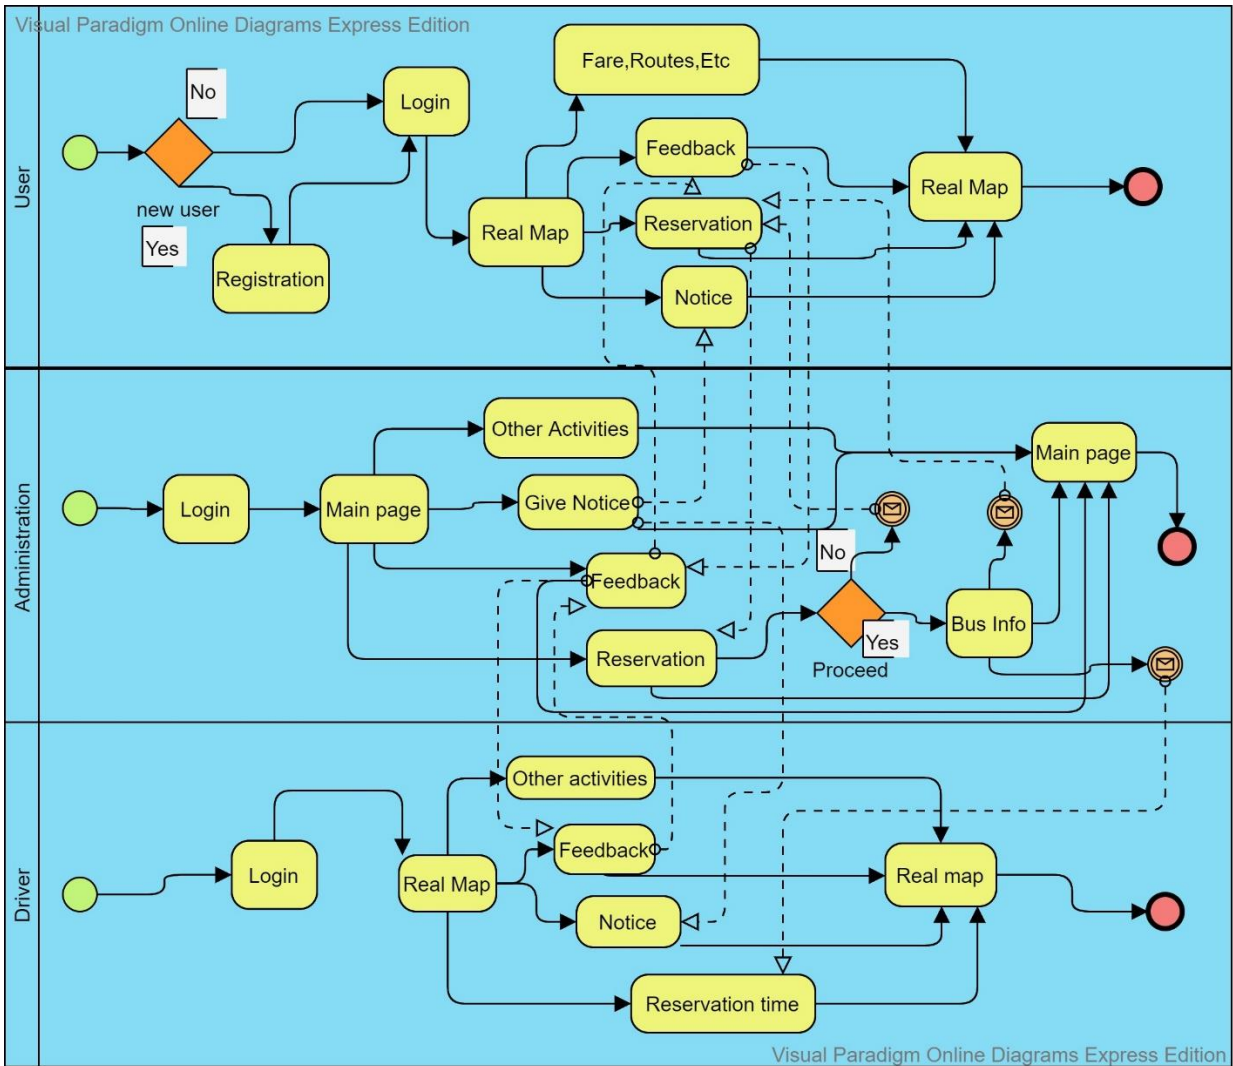 Visual Paradigm Online Diagrams Express Edition
User
No
Login
Fare,Routes,Etc
Feedback
Real Map
new user
Yes
Registration
Real Map
Reservation
Notice
Administration
Other Activities
Main page
Login
Main page
Give Notice
No
Feedback
Reservation
Proceed
Yes
Bus Info
Driver
Other activities
Login
Real Map
Feedback
Real map
Notice
Reservation time
Visual Paradigm Online Diagrams Express Edition